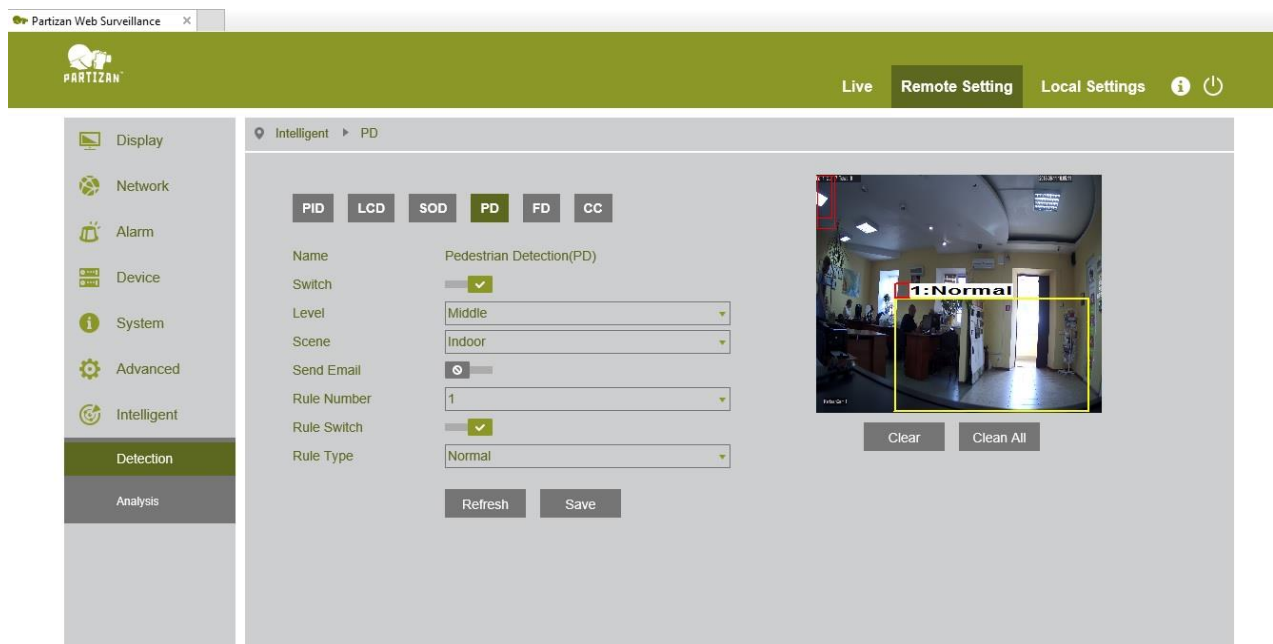 Partizan Web Surveillance
PARTIZAN
Live Remote Setting Local Settings
Display
Network
Alarm
Device
System
Advanced
Intelligent
Detection
Analysis
Intelligent PD
PID LCD SOD PD FD CC
Name Pedestrian Detection(PD)
Switch
Level Middle
Scene Indoor
Send Email
Rule Number 1
Rule Switch
Rule Type Normal
Refresh Save
1:Normal
Clear Clean All